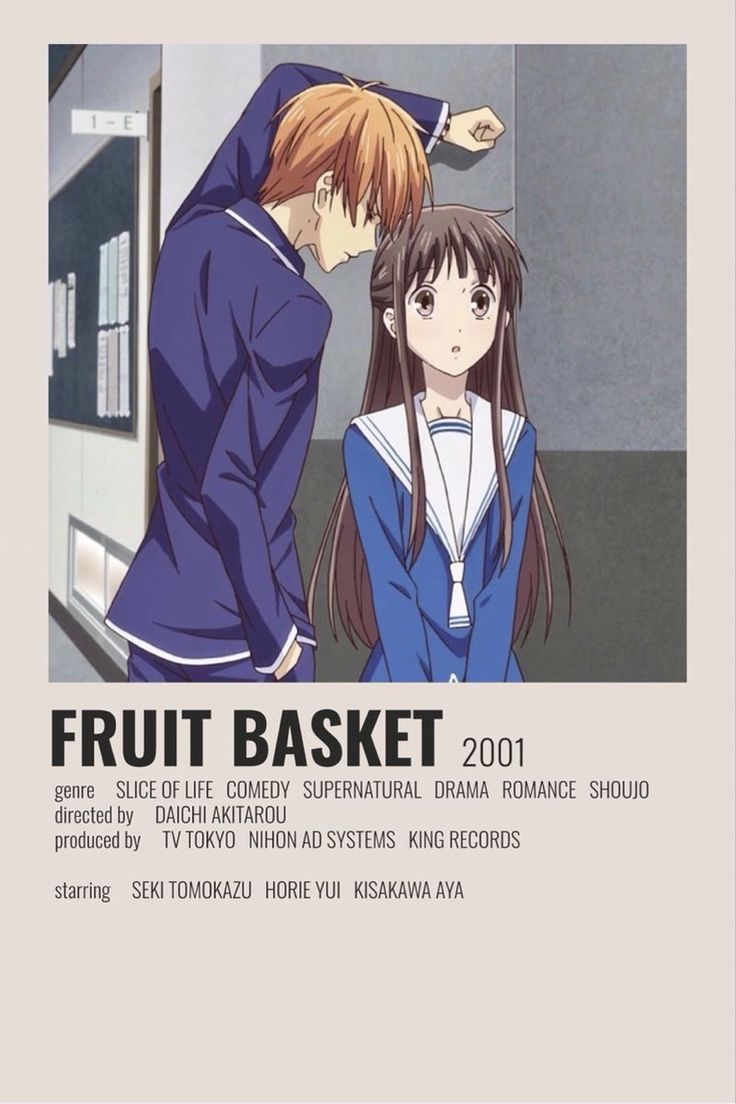 1-E
FRUIT BASKET 2001
genre SLICE OF LIFE COMEDY SUPERNATURAL DRAMA ROMANCE SHOUJO
directed by DAICHI AKITAROU
produced by TV TOKYO NIHON AD SYSTEMS KING RECORDS
starring SEKI TOMOKAZU HORIE YUI KISAKAWA AYA